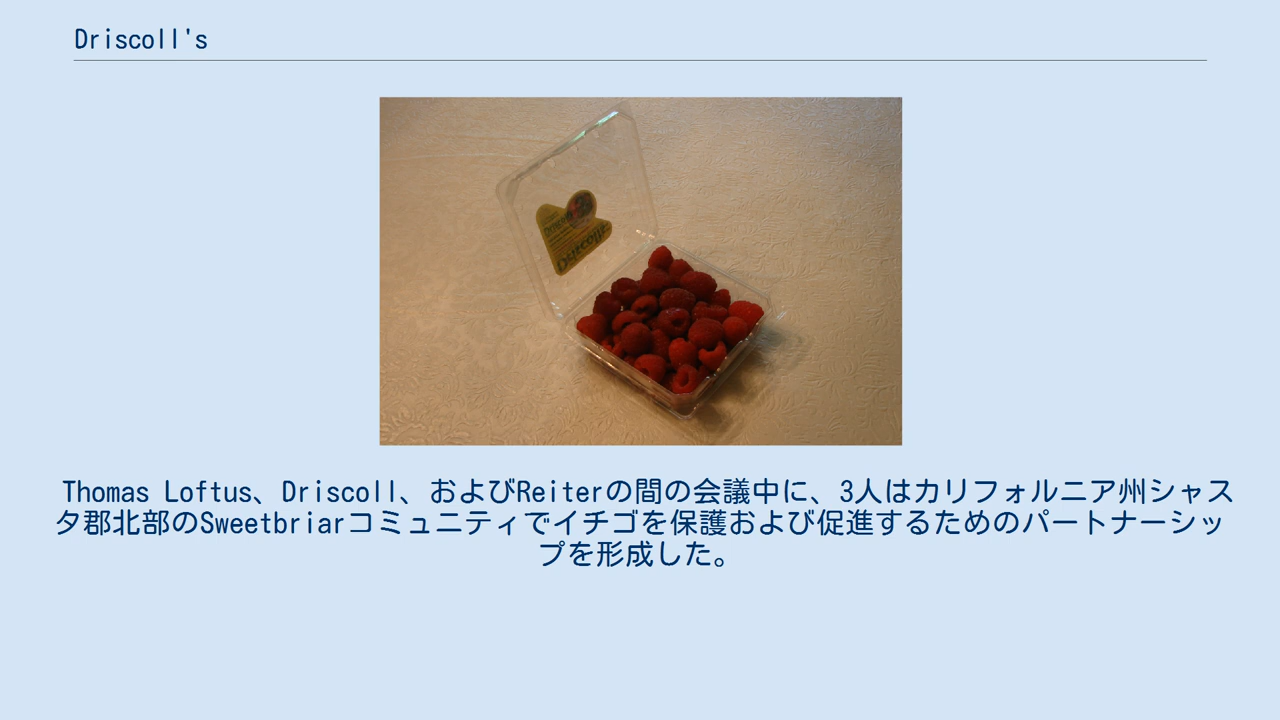 Driscoll's
Driscoll's
Thomas Loftus、Driscoll、およびReiterの間の会議中に、3人はカリフォルニア州シャス
タ郡北部のSweetbriarコミュニティでイチゴを保護および促進するためのパートナーシッ
プを形成した。